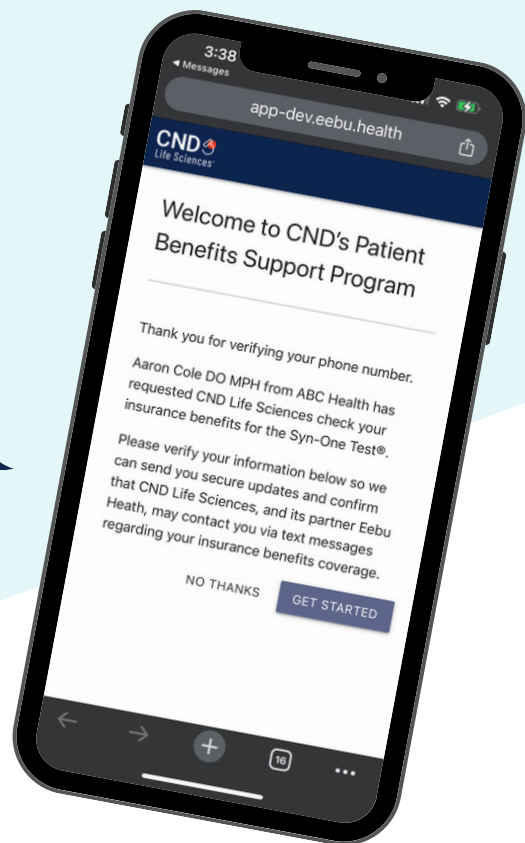 3:38
Messages
app-dev.eebu.health
CND
Life Sciences
Welcome to CND's Patient
Benefits Support Program
Thank you for verifying your phone number.
Aaron Cole DO MPH from ABC Health has
requested CND Life Sciences check your
insurance benefits for the Syn-One Test®.
Please verify your information below so we
can send you secure updates and confirm
that CND Life Sciences, and its partner Eebu
Heath, may contact you via text messages
regarding your insurance benefits coverage.
NO THANKS
GET STARTED
16